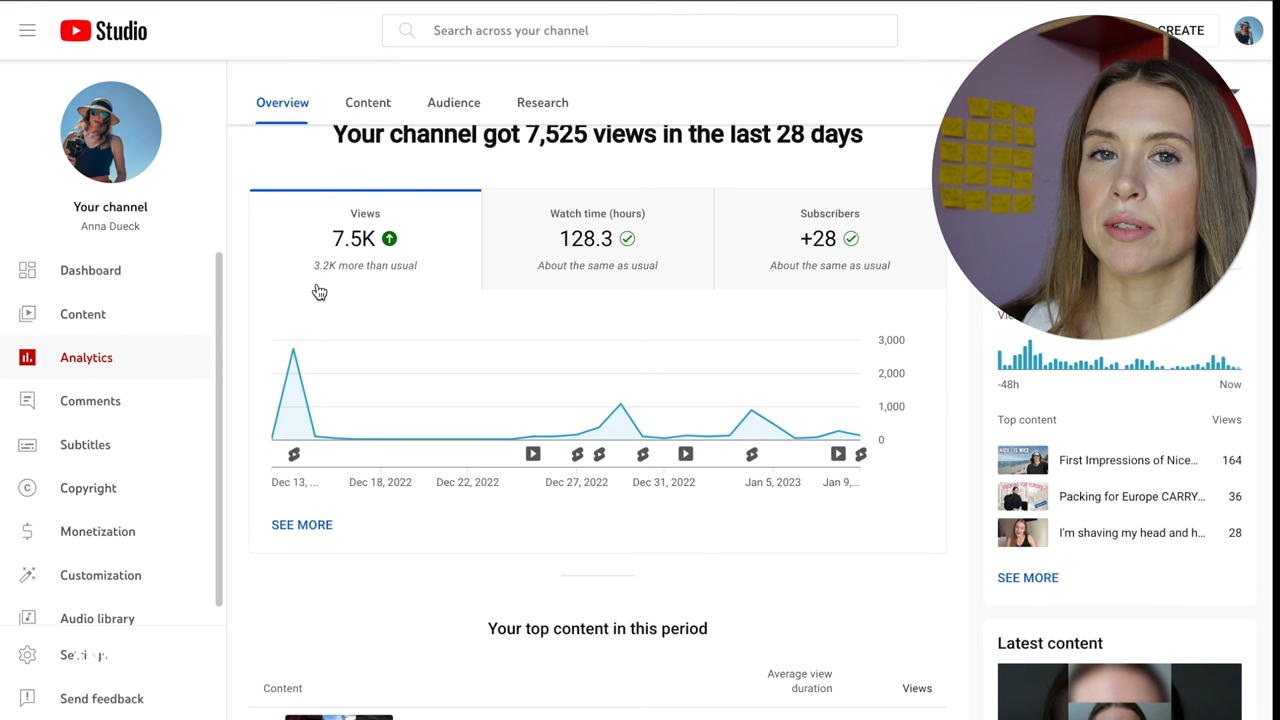 Studio
Search across your channel
CREATE
Your channel
Anna Dueck
Dashboard
Content
Analytics
Comments
Subtitles
Copyright
Monetization
Customization
Audio library
Send feedback
Overview
Content
Audience
Research
Your channel got 7,525 views in the last 28 days
Views
7.5K
3.2K more than usual
Watch time (hours)
128.3
About the same as usual
Subscribers
+28
About the same as usual
3,000
2,000
1,000
0
Dec 13, ...
Dec 18, 2022
Dec 22, 2022
Dec 27, 2022
Dec 31, 2022
Jan 5, 2023
Jan 9,...
SEE MORE
Your top content in this period
Content
Average view
duration
Views
-48h
Now
Top content
Views
First Impressions of Nice...
164
Packing for Europe CARRY...
36
I'm shaving my head and h...
28
SEE MORE
Latest content